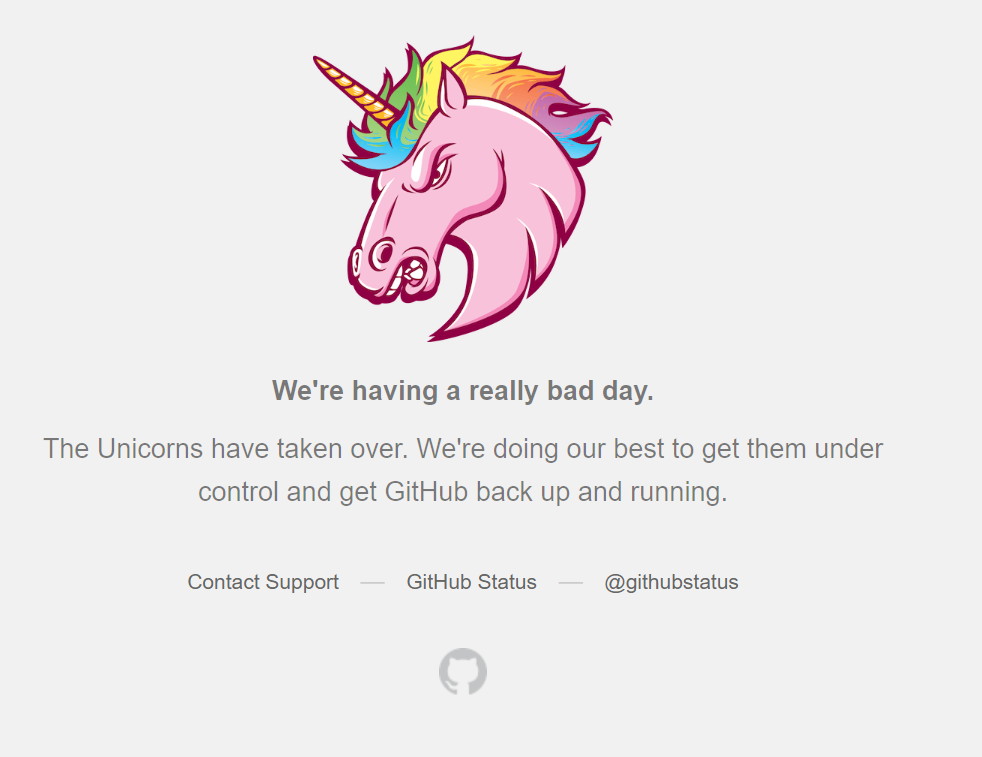 We're having a really bad day.
The Unicorns have taken over. We're doing our best to get them under
control and get GitHub back up and running.
Contact Support — GitHub Status — @githubstatus